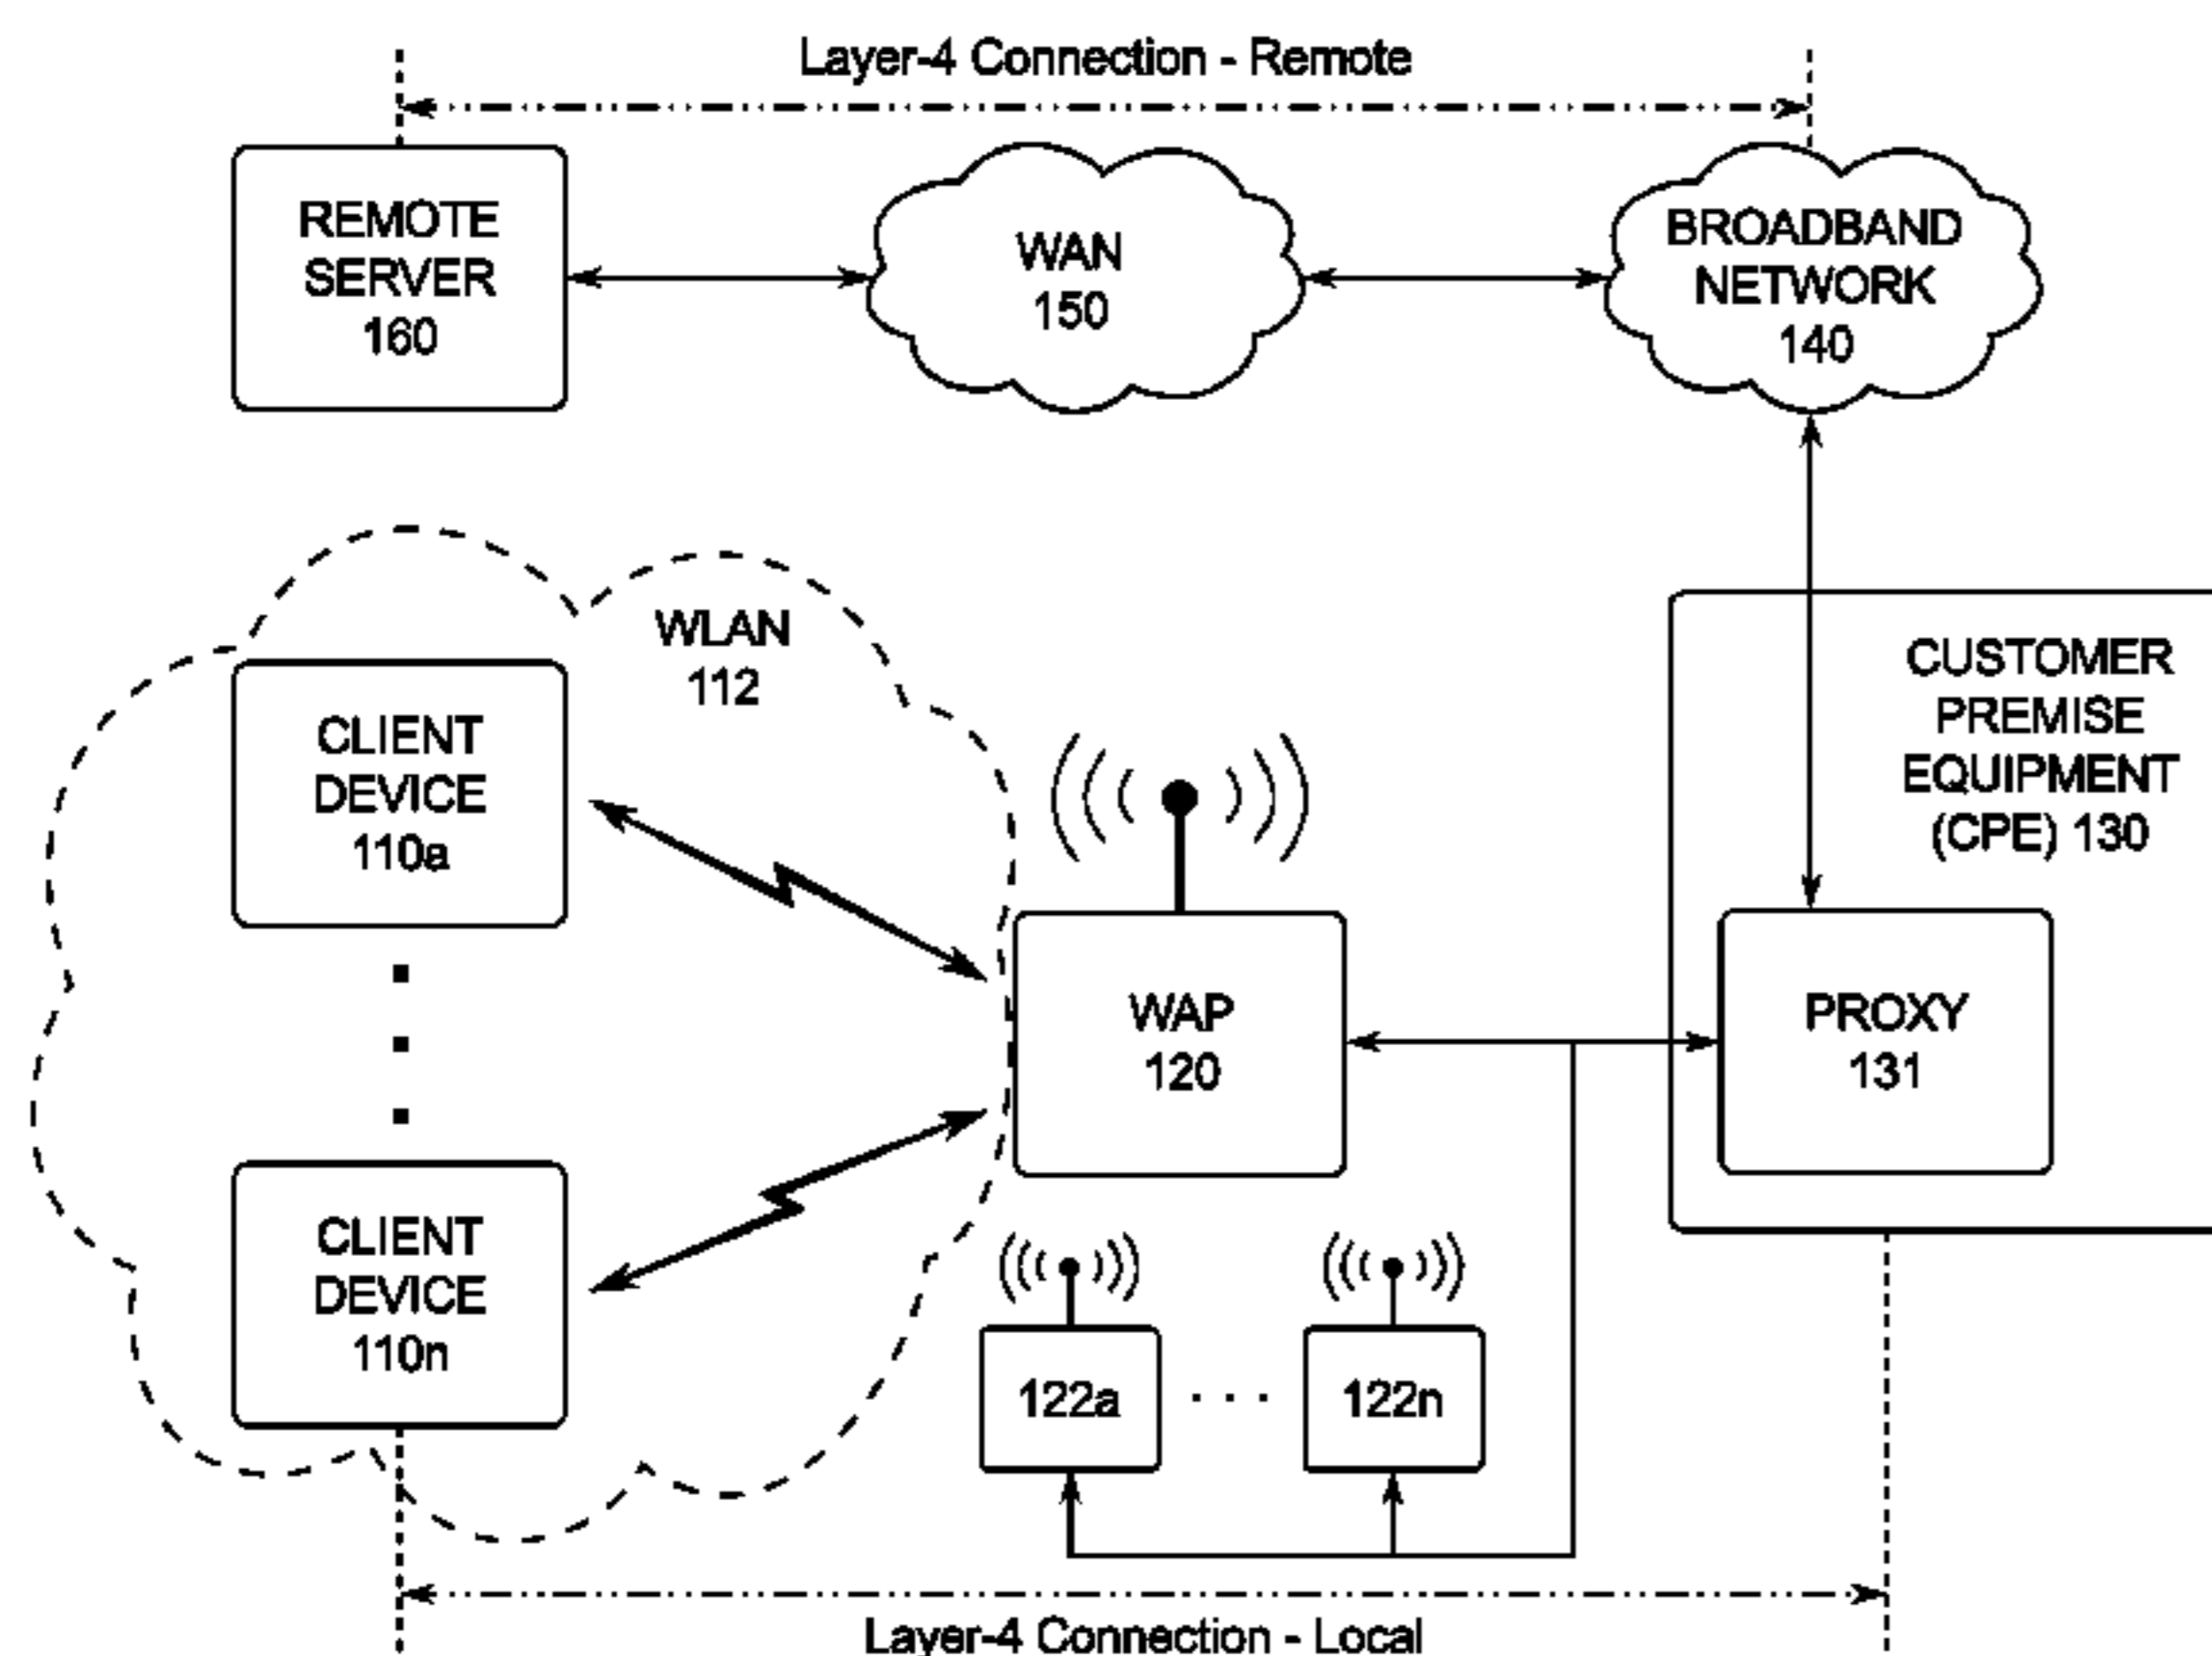 Layer-4 Connection - Remote
REMOTE
SERVER
160
WAN
150
BROADBAND
NETWORK
140
WLAN
112
CUSTOMER
PREMISE
EQUIPMENT
(CPE) 130
CLIENT
DEVICE
110a
WAP
120
PROXY
131
CLIENT
DEVICE
110n
122a
122n
Layer-4 Connection - Local